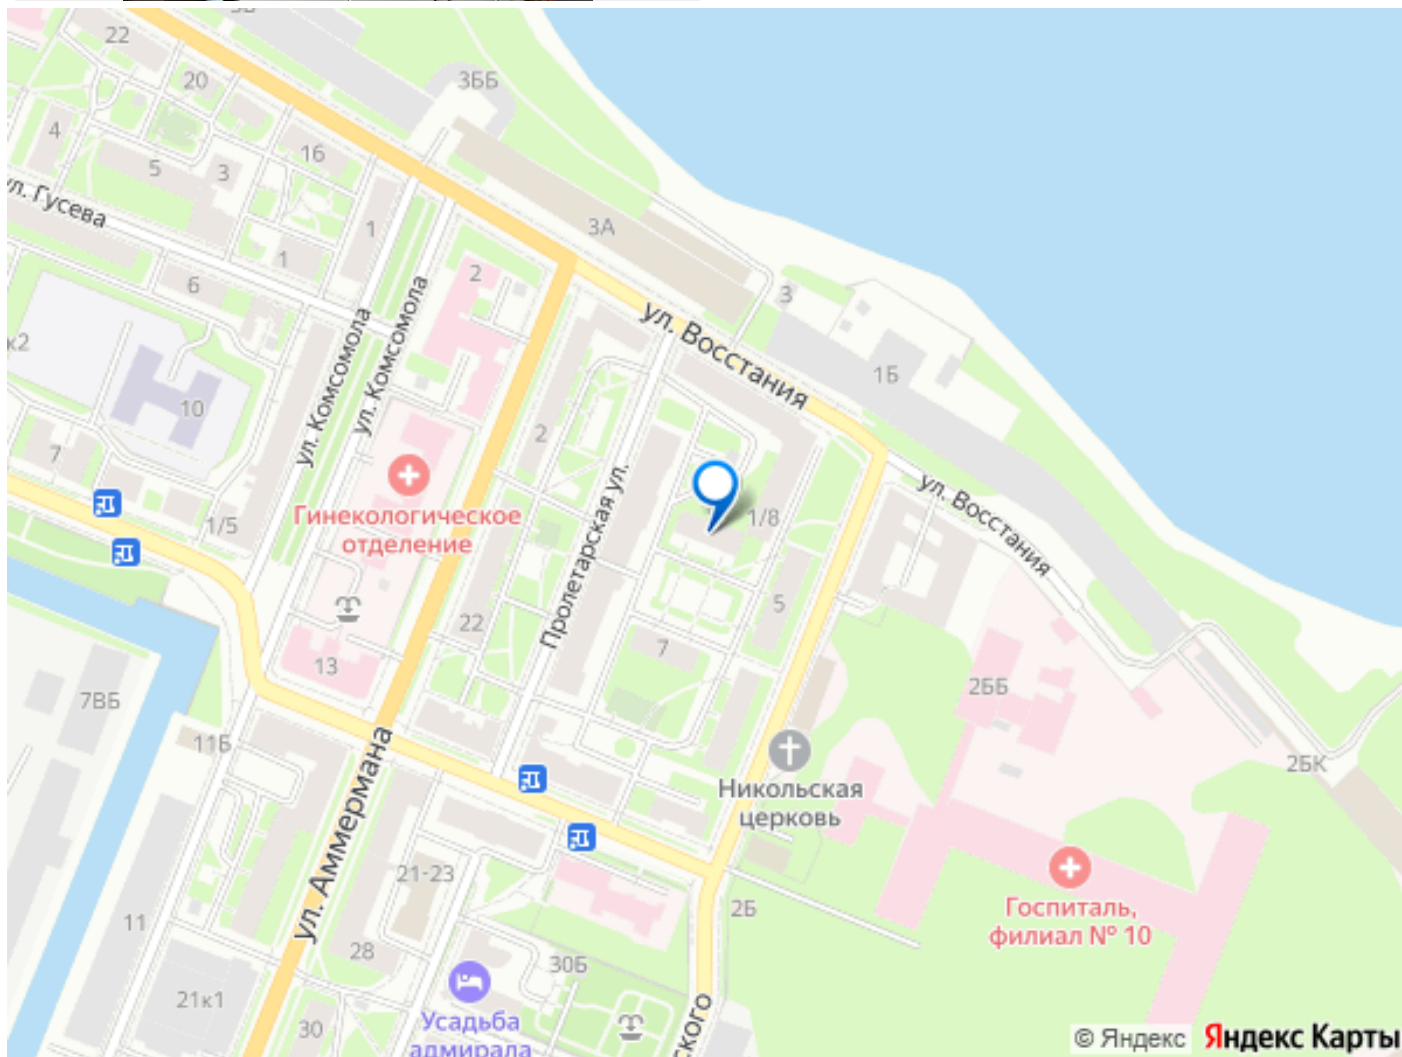 22
20
3ББ
4
5
3
16
ул. Гусева
1
1
3А
6
2
3
ул. Комсомола
ул. Комсомола
ул. Восстания
к2
10
1Б
7
2
1/5
Гинекологическое
отделение
Пролетарская ул.
1/8
ул. Восстания
5
22
7
13
7ВБ
11Б
2ББ
2БК
Никольская
церковь
ул. Аммермана
21-23
2Б
Госпиталь,
филиал № 10
11
28
30Б
21к1
30
Усадьба
адмирала
ского
© Яндекс Яндекс Карты